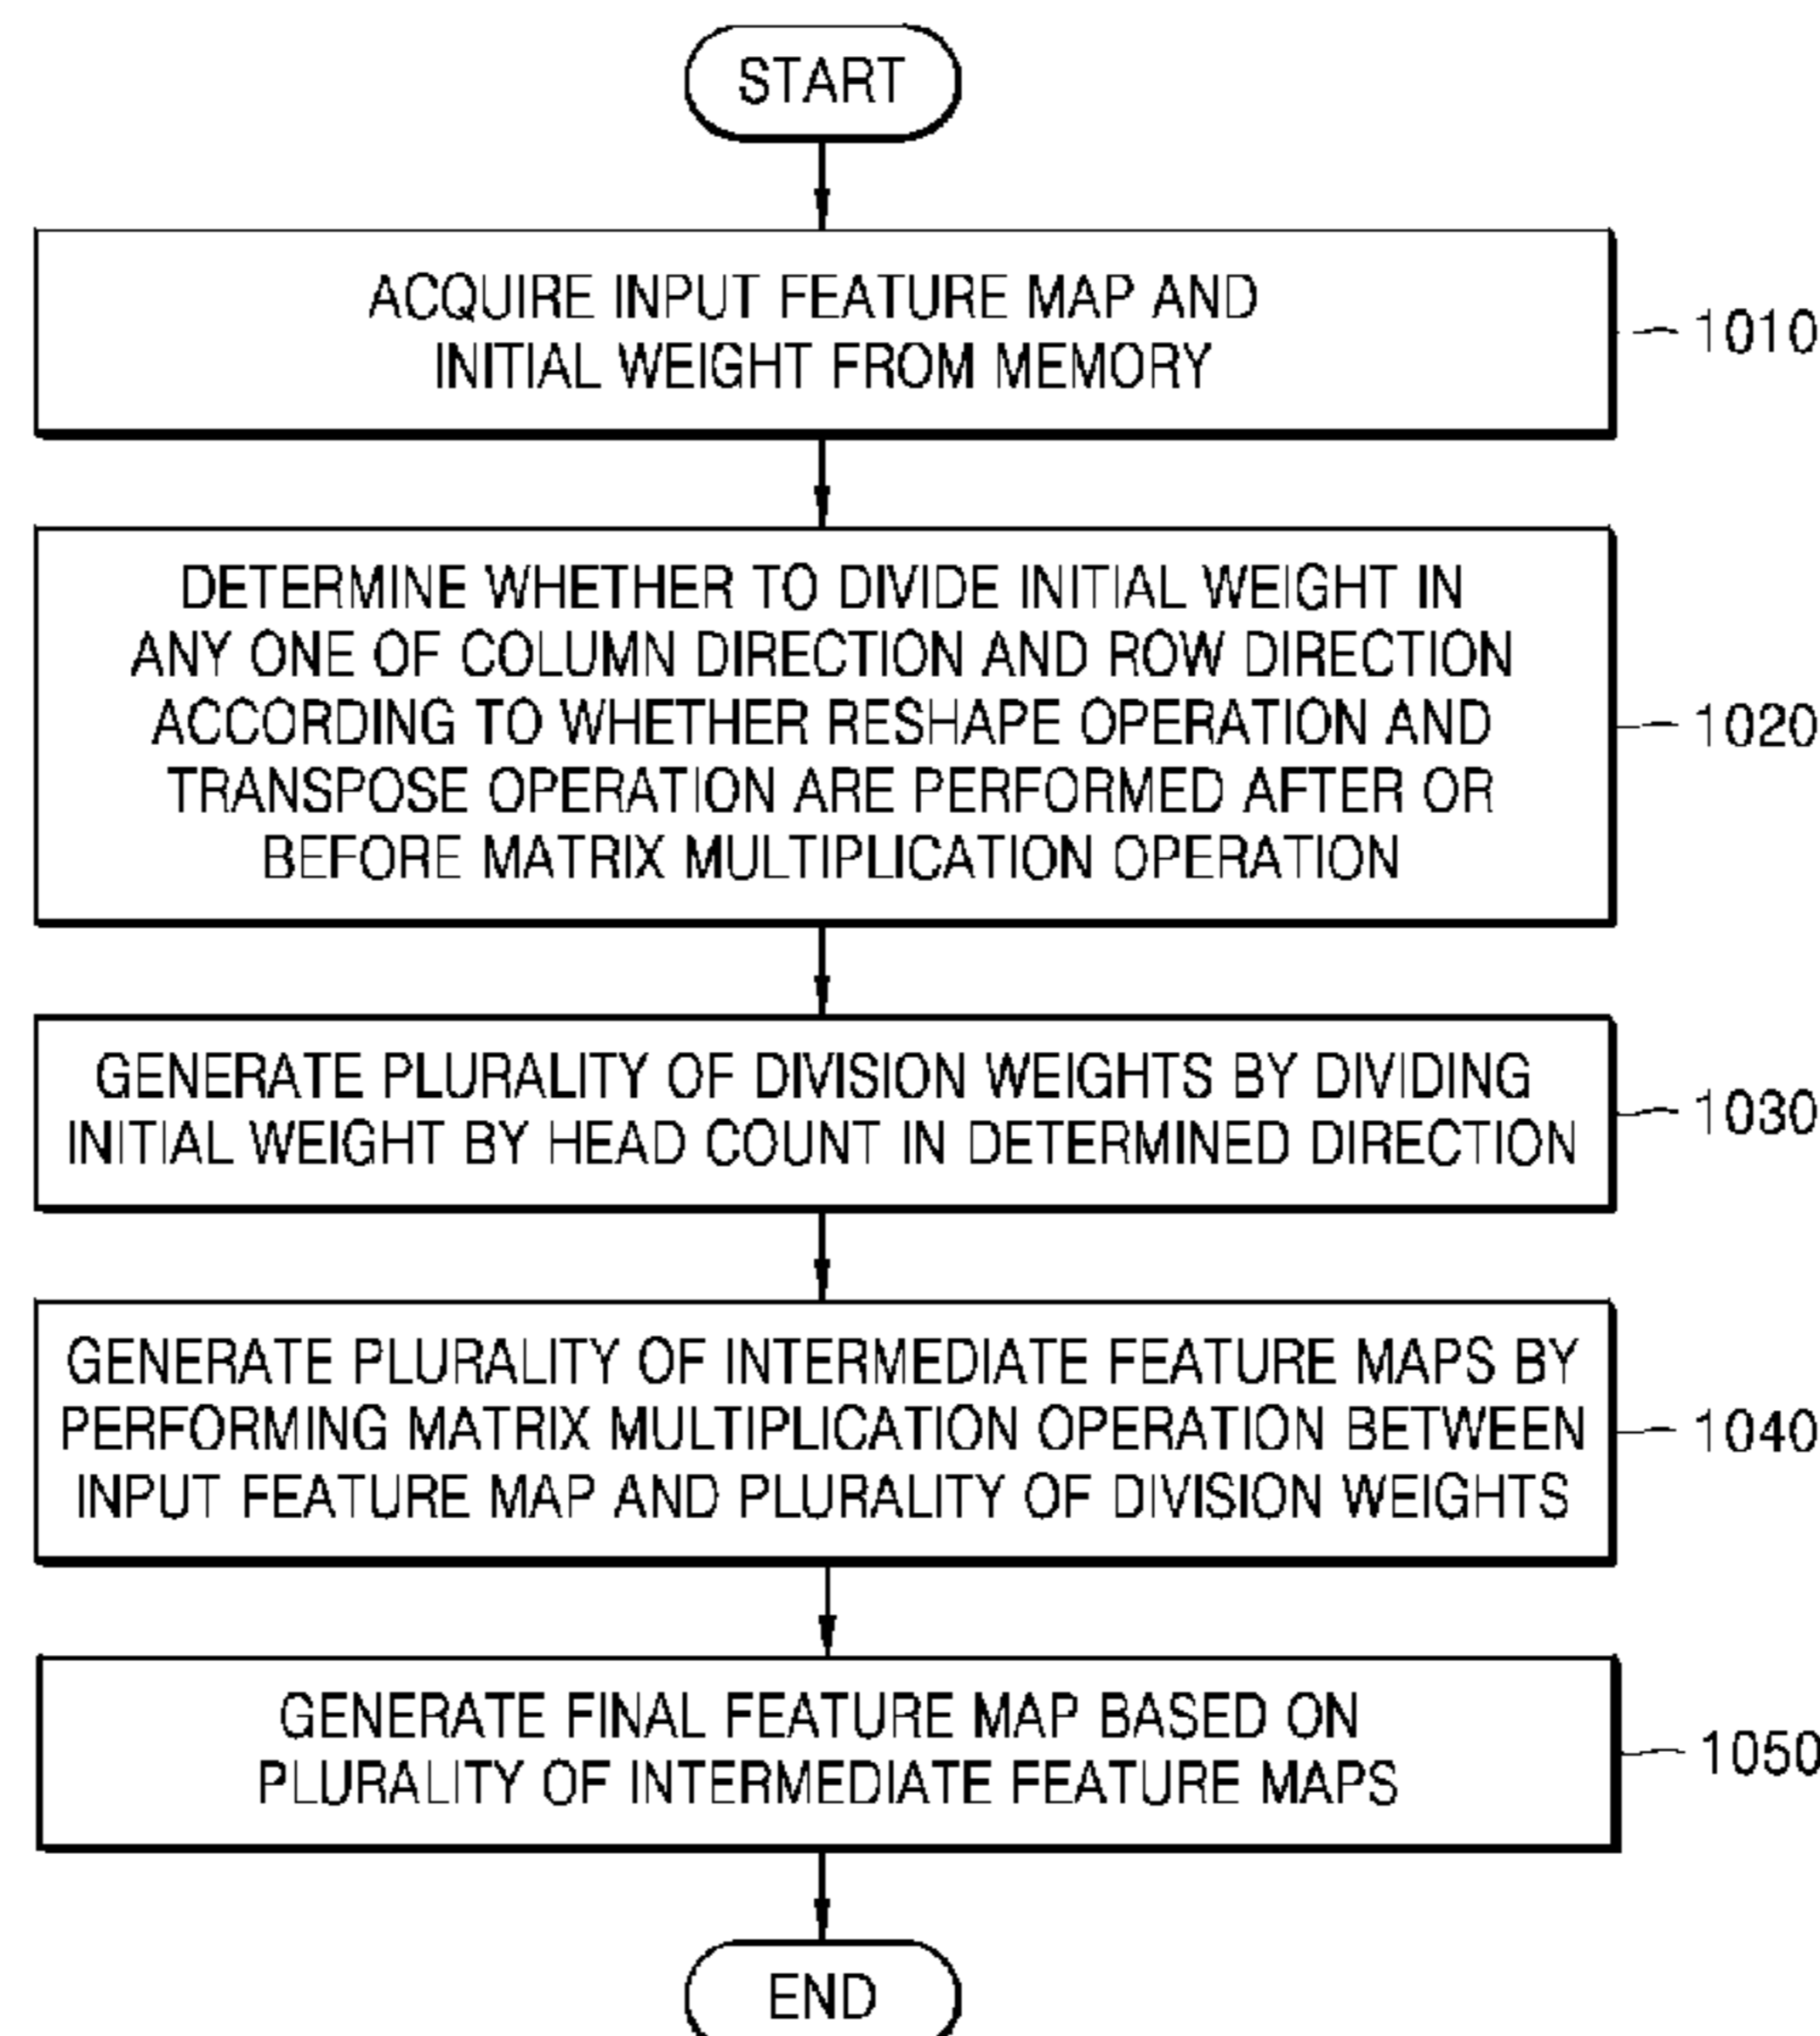 START
ACQUIRE INPUT FEATURE MAP AND
INITIAL WEIGHT FROM MEMORY
1010
DETERMINE WHETHER TO DIVIDE INITIAL WEIGHT IN
ANY ONE OF COLUMN DIRECTION AND ROW DIRECTION
ACCORDING TO WHETHER RESHAPE OPERATION AND
TRANSPOSE OPERATION ARE PERFORMED AFTER OR
BEFORE MATRIX MULTIPLICATION OPERATION
1020
GENERATE PLURALITY OF DIVISION WEIGHTS BY DIVIDING
INITIAL WEIGHT BY HEAD COUNT IN DETERMINED DIRECTION
1030
GENERATE PLURALITY OF INTERMEDIATE FEATURE MAPS BY
PERFORMING MATRIX MULTIPLICATION OPERATION BETWEEN
INPUT FEATURE MAP AND PLURALITY OF DIVISION WEIGHTS
1040
GENERATE FINAL FEATURE MAP BASED ON
PLURALITY OF INTERMEDIATE FEATURE MAPS
1050
END